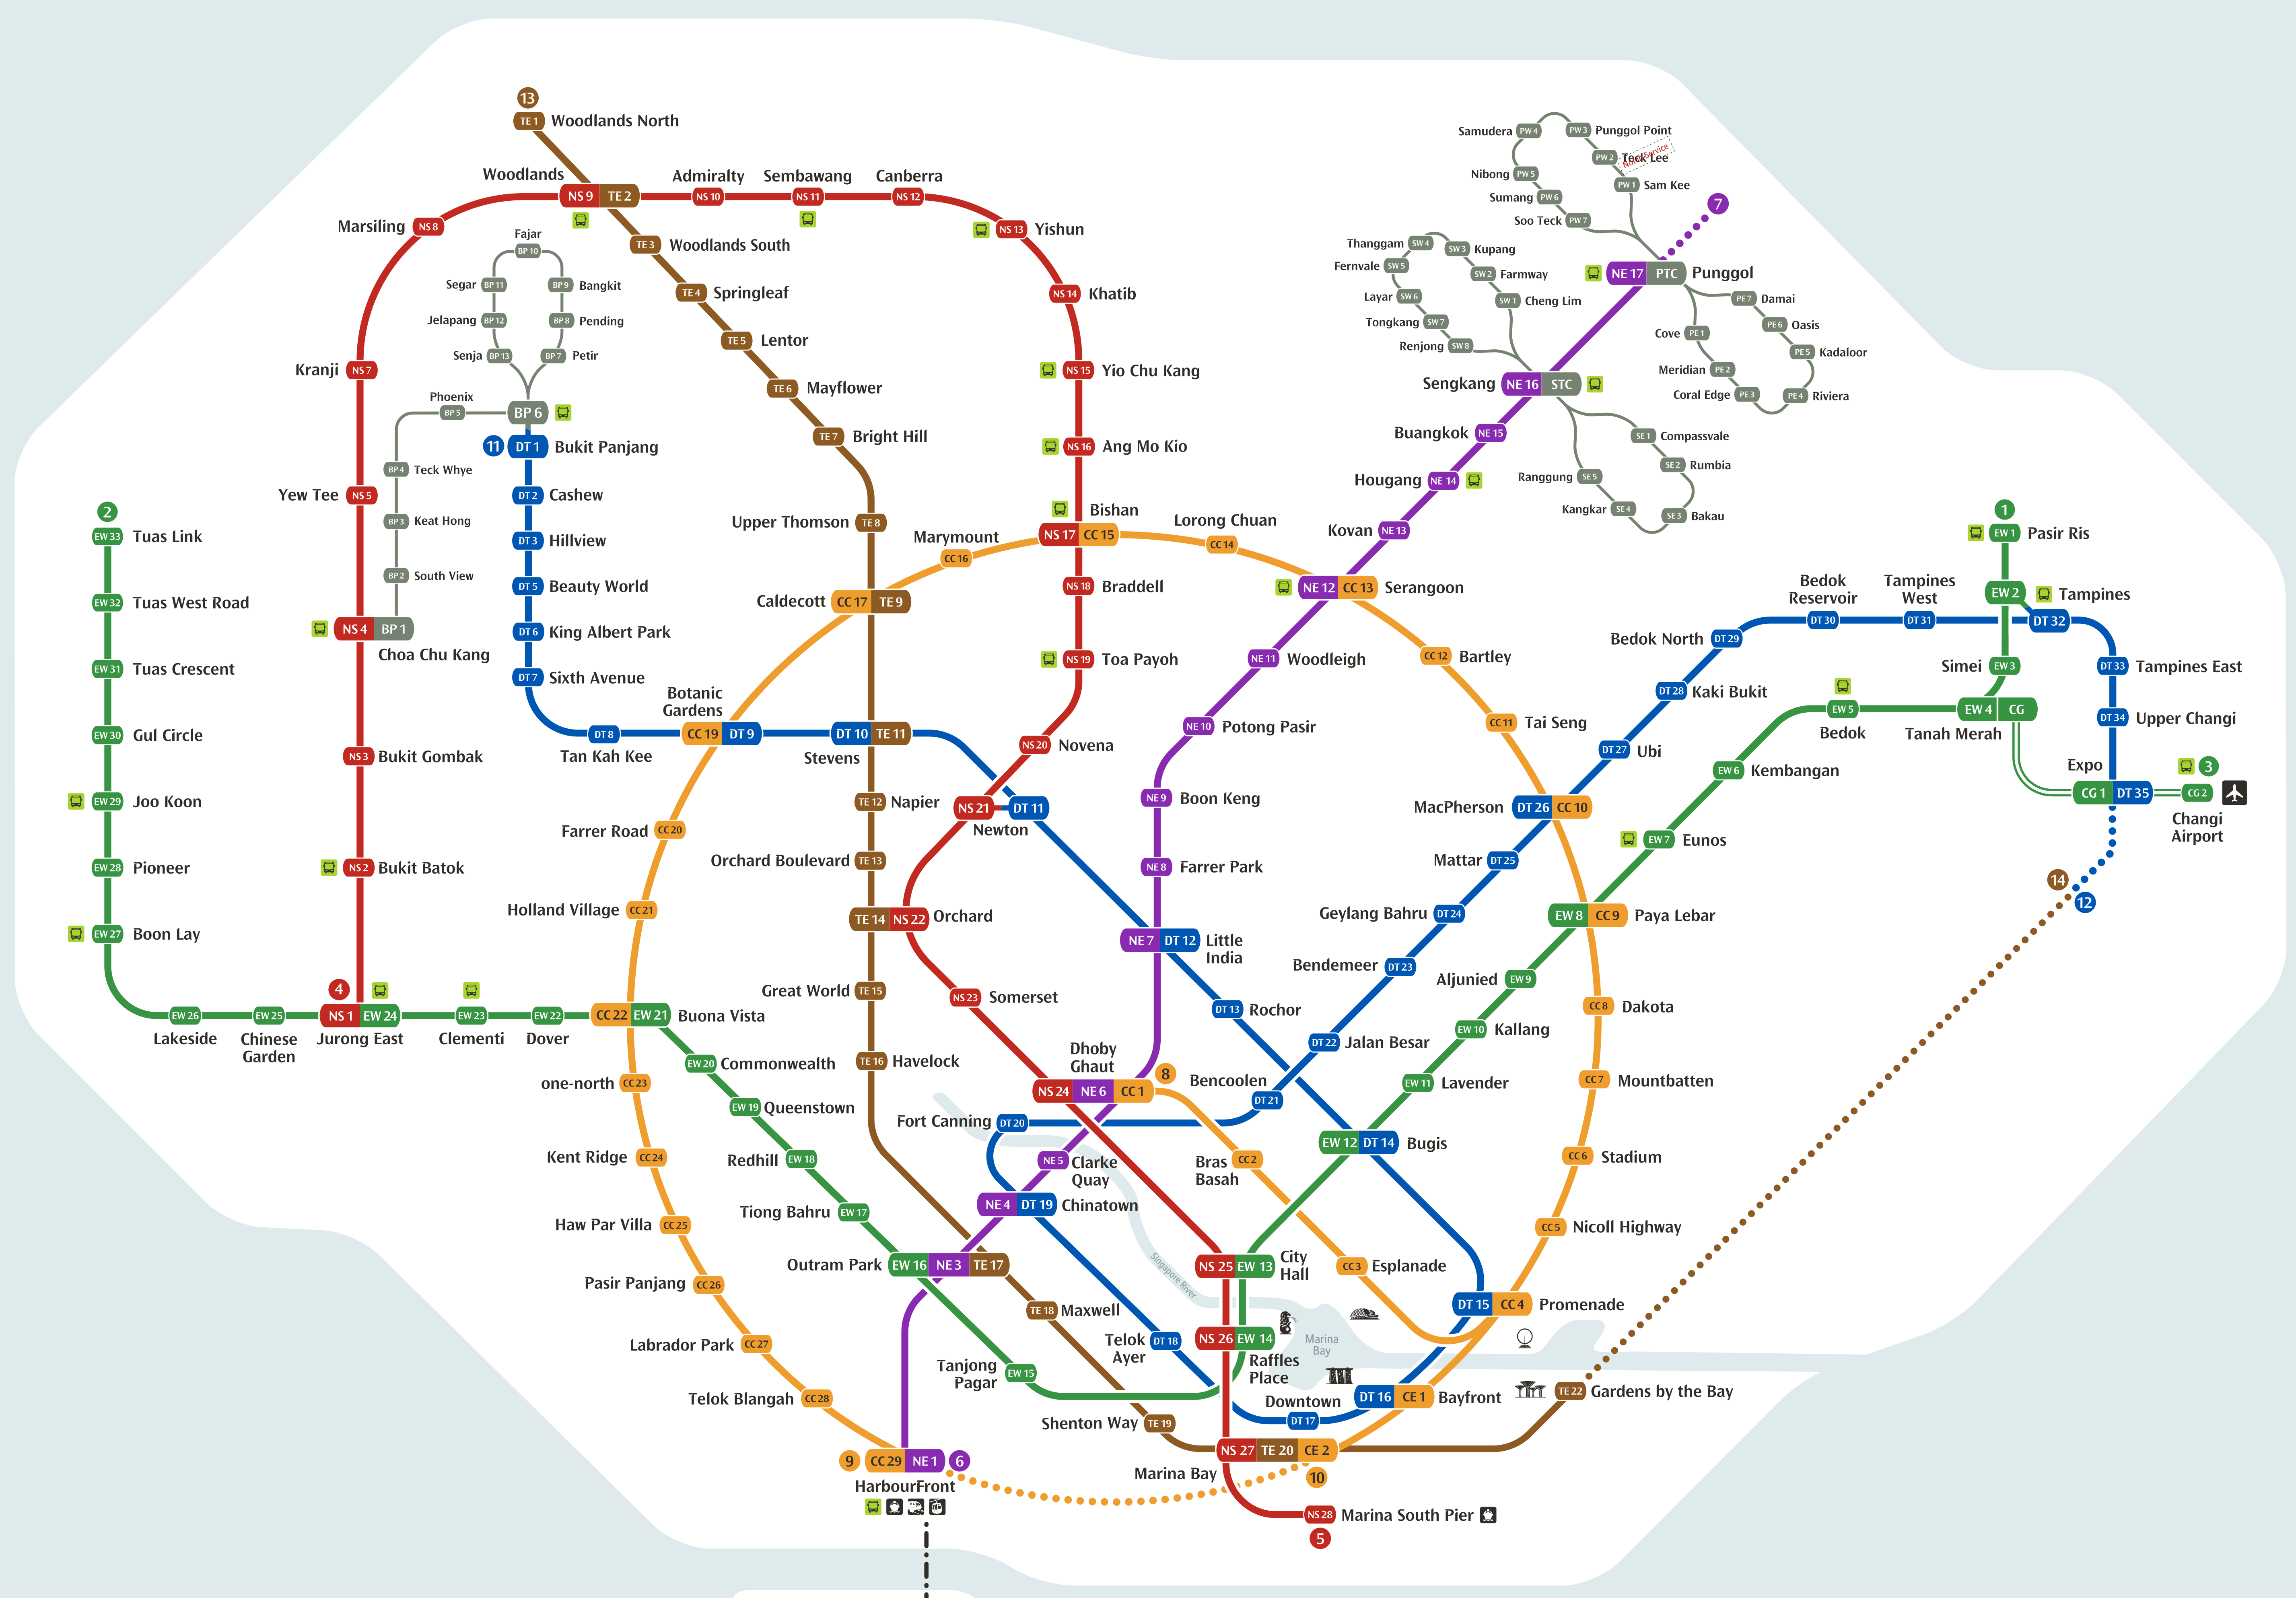 13
TE 1 Woodlands North
Woodlands
NS 9 TE 2
Admiralty
NS 10
Sembawang
NS 11
Canberra
NS 12
Marsiling NS 8
NS 13 Yishun
TE 3 Woodlands South
NS 14 Khatib
TE 4 Springleaf
TE 5 Lentor
Kranji NS 7
NS 15 Yio Chu Kang
TE 6 Mayflower
TE 7 Bright Hill
NS 16 Ang Mo Kio
Fajar
BP 10
Segar BP 11
BP 9 Bangkit
Jelapang BP 12
BP 8 Pending
Senja BP 13
BP 7 Petir
Phoenix
BP 5
BP 6
11 DT 1 Bukit Panjang
BP 4 Teck Whye
Yew Tee NS 5
DT 2 Cashew
BP 3 Keat Hong
DT 3 Hillview
BP 2 South View
DT 5 Beauty World
NS 4 BP 1
Choa Chu Kang
DT 6 King Albert Park
DT 7 Sixth Avenue
Samudera PW 4
PW 3 Punggol Point
PW 2 Teck Lee
Not in Service
Nibong PW 5
PW 1 Sam Kee
Sumang PW 6
Soo Teck PW 7
7
Thanggam SW 4
SW 3 Kupang
Fernvale SW 5
SW 2 Farmway
Layar SW 6
SW 1 Cheng Lim
Tongkang SW 7
Renjong SW 8
NE 17 PTC Punggol
PE 7 Damai
Cove PE 1
PE 6 Oasis
PE 5 Kadaloor
Meridian PE 2
Coral Edge PE 3
PE 4 Riviera
Sengkang NE 16 STC
Buangkok NE 15
SE 1 Compassvale
SE 2 Rumbia
Ranggung SE 5
Kangkar SE 4
SE 3 Bakau
Hougang NE 14
Kovan NE 13
2
EW 33 Tuas Link
EW 32 Tuas West Road
EW 31 Tuas Crescent
EW 30 Gul Circle
EW 29 Joo Koon
EW 28 Pioneer
EW 27 Boon Lay
NS 3 Bukit Gombak
NS 2 Bukit Batok
Upper Thomson TE 8
Marymount
CC 16
Bishan
NS 17 CC 15
Lorong Chuan
CC 14
NS 18 Braddell
Caldecott CC 17 TE 9
NE 12 CC 13 Serangoon
NS 19 Toa Payoh
NE 11 Woodleigh
CC 12 Bartley
Botanic
Gardens
CC 19 DT 9
DT 8
Tan Kah Kee
DT 10 TE 11
Stevens
NS 20 Novena
NE 10 Potong Pasir
CC 11 Tai Seng
1
EW 1 Pasir Ris
EW 2
Tampines
DT 32
Bedok
Reservoir
DT 30
Tampines
West
DT 31
Bedok North DT 29
Simei EW 3
DT 33 Tampines East
DT 28 Kaki Bukit
EW 5
Bedok
EW 4 CG
Tanah Merah
DT 34 Upper Changi
DT 27 Ubi
EW 6 Kembangan
Expo
CG 1 DT 35
3
CG 2
Changi
Airport
TE 12 Napier
NS 21 DT 11
Newton
NE 9 Boon Keng
MacPherson DT 26 CC 10
Farrer Road CC 20
EW 7 Eunos
Orchard Boulevard TE 13
NE 8 Farrer Park
Mattar DT 25
14
12
Holland Village CC 21
TE 14 NS 22 Orchard
Geylang Bahru DT 24
EW 8 CC 9 Paya Lebar
NE 7 DT 12 Little
India
Bendemeer DT 23
Aljunied EW 9
Great World TE 15
NS 23 Somerset
DT 13 Rochor
CC 8 Dakota
4
EW 26
Lakeside
EW 25
Chinese
Garden
NS 1 EW 24
Jurong East
EW 23
Clementi
EW 22
Dover
CC 22 EW 21 Buona Vista
EW 10 Kallang
DT 22 Jalan Besar
EW 20 Commonwealth
TE 16 Havelock
Dhoby
Ghaut
NS 24 NE 6 CC 1
8
Bencoolen
DT 21
EW 11 Lavender
CC 7 Mountbatten
one-north CC 23
EW 19 Queenstown
Fort Canning DT 20
EW 12 DT 14 Bugis
Kent Ridge CC 24
Redhill EW 18
NE 5 Clarke
Quay
Bras
Basah
CC 2
CC 6 Stadium
NE 4 DT 19 Chinatown
Tiong Bahru EW 17
Haw Par Villa CC 25
CC 5 Nicoll Highway
Outram Park EW 16 NE 3 TE 17
Singapore River
NS 25 EW 13 City
Hall
CC 3 Esplanade
Pasir Panjang CC 26
TE 18 Maxwell
DT 15 CC 4 Promenade
Labrador Park CC 27
Telok
Ayer
DT 18
NS 26 EW 14
Raffles
Place
Marina
Bay
Tanjong
Pagar
EW 15
Telok Blangah CC 28
Downtown
DT 17
DT 16 CE 1 Bayfront
TE 22 Gardens by the Bay
Shenton Way TE 19
NS 27 TE 20 CE 2
Marina Bay
10
9 CC 29 NE 1 6
HarbourFront
NS 28 Marina South Pier
5